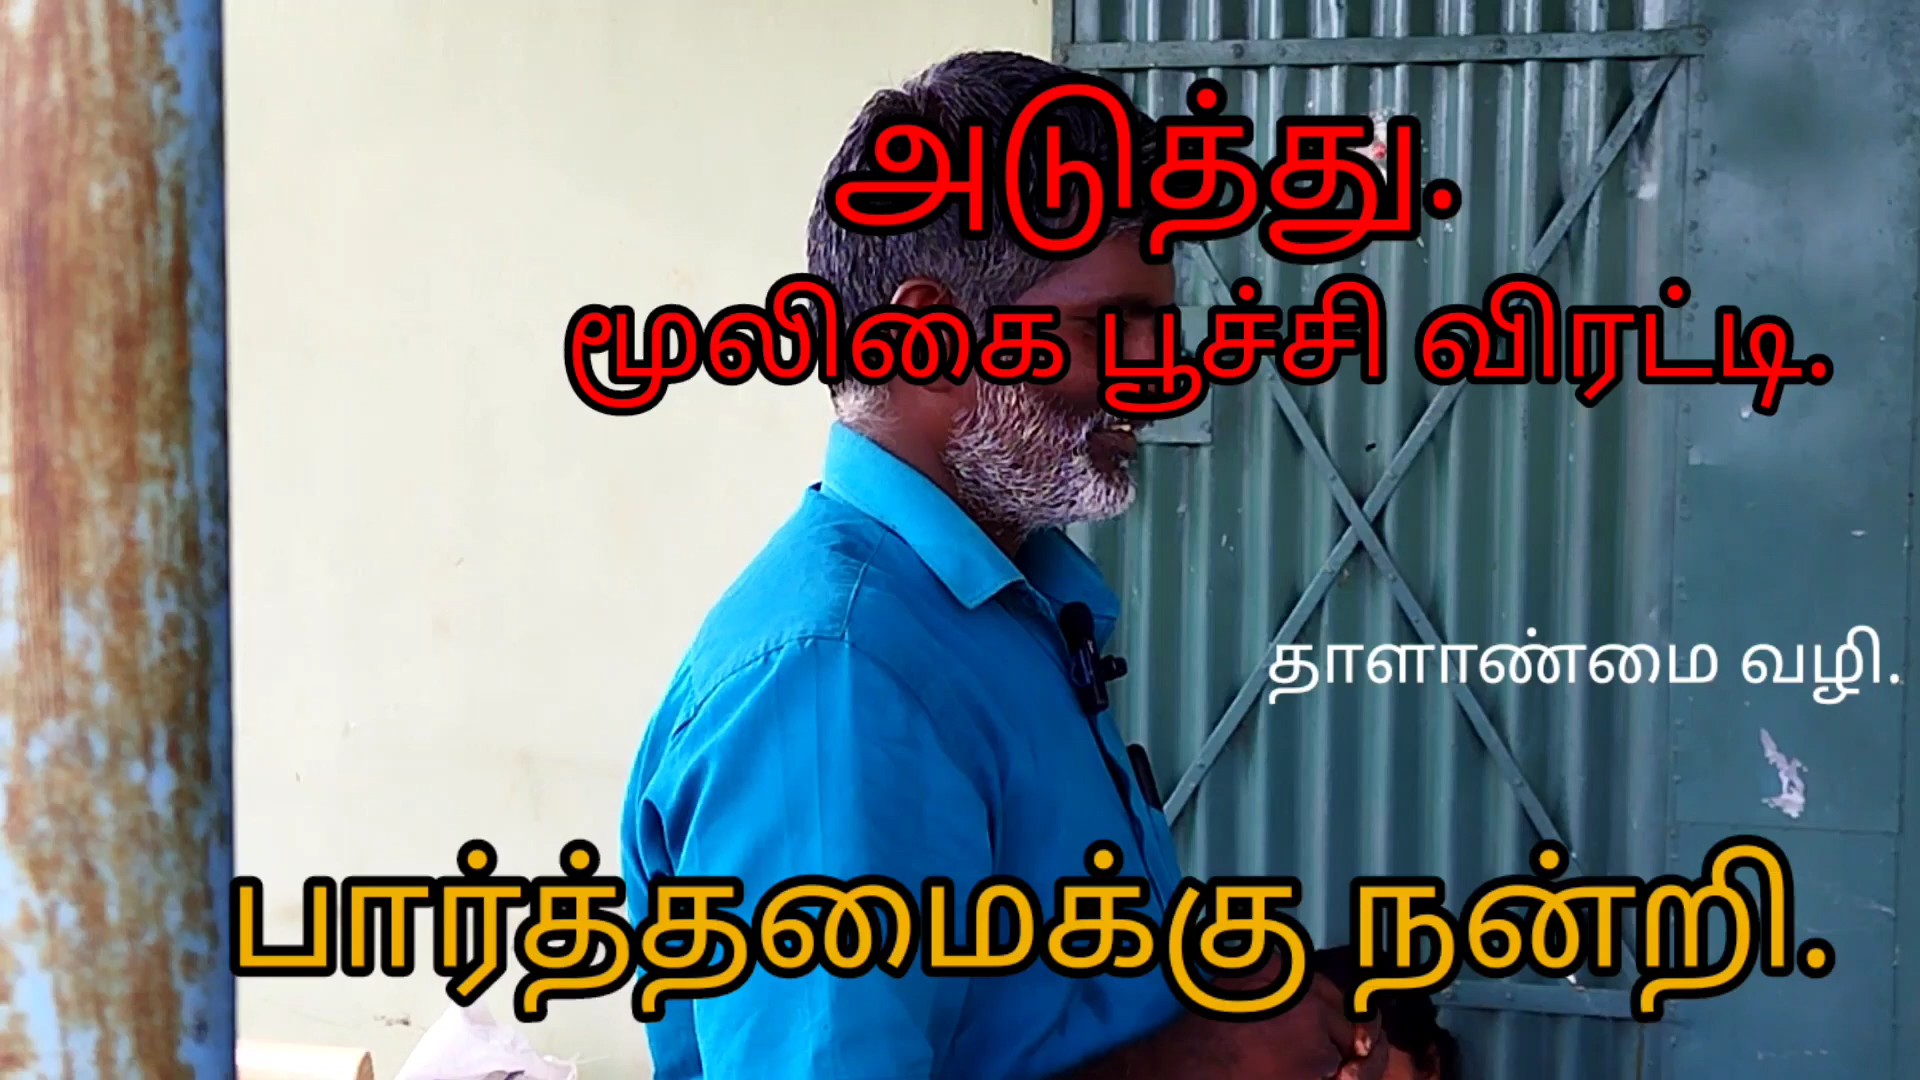 அடுத்து.
மூலிகை பூச்சி விரட்டி.
தாளாண்மை வழி.
பார்த்தமைக்கு நன்றி.